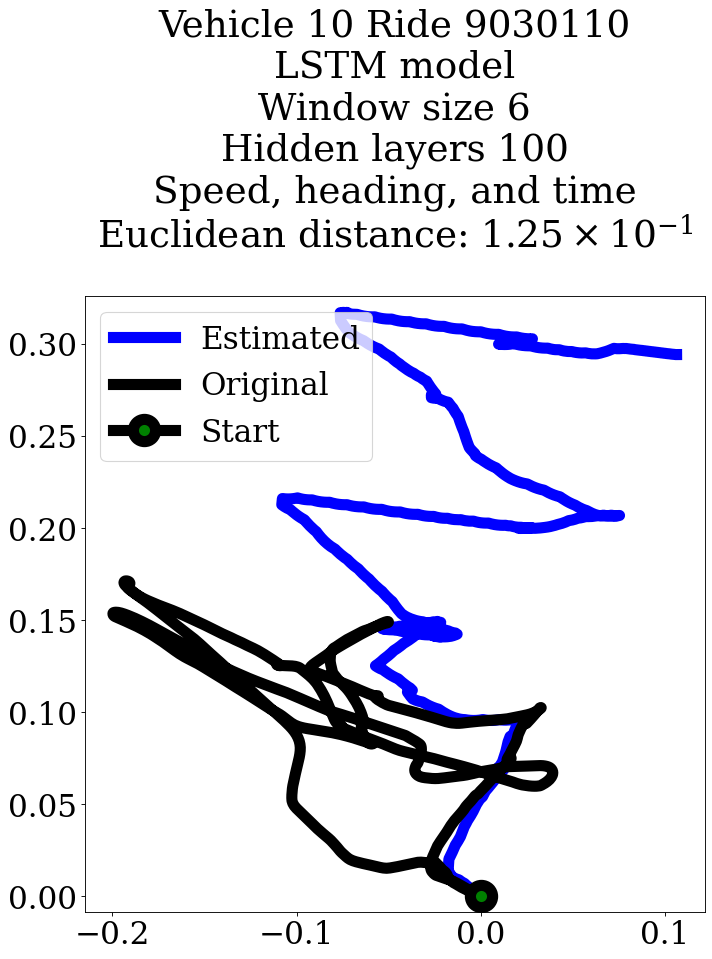 Vehicle 10 Ride 9030110
LSTM model
Window size 6
Hidden layers 100
Speed, heading, and time
Euclidean distance: 1.25 × 10⁻¹
Estimated
Original
Start
0.30
0.25
0.20
0.15
0.10
0.05
0.00
−0.2 −0.1 0.0 0.1